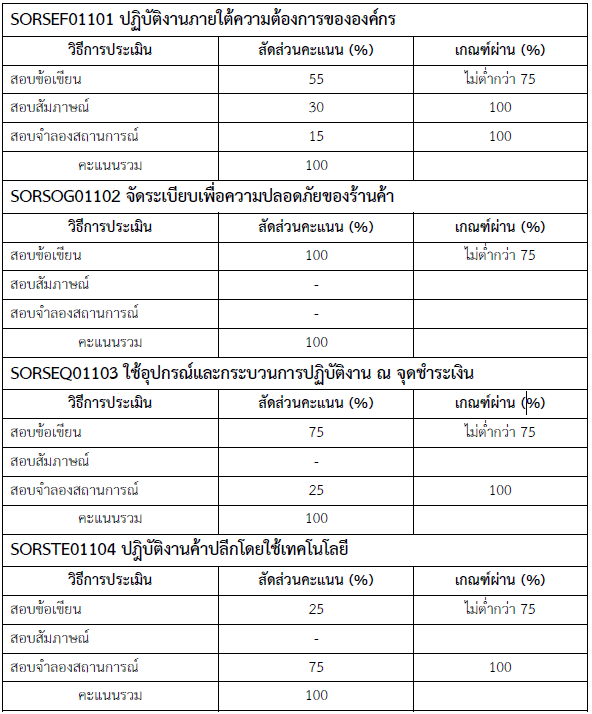 SORSEF01101 ปฏิบัติงานภายใต้ความต้องการขององค์กร
วิธีการประเมิน สัดส่วนคะแนน (%) เกณฑ์ผ่าน (%)
สอบข้อเขียน 55 ไม่ต่ำกว่า 75
สอบสัมภาษณ์ 30 100
สอบจำลองสถานการณ์ 15 100
คะแนนรวม 100
SORSOG01102 จัดระเบียบเพื่อความปลอดภัยของร้านค้า
วิธีการประเมิน สัดส่วนคะแนน (%) เกณฑ์ผ่าน (%)
สอบข้อเขียน 100 ไม่ต่ำกว่า 75
สอบสัมภาษณ์ -
สอบจำลองสถานการณ์ -
คะแนนรวม 100
SORSEQ01103 ใช้อุปกรณ์และกระบวนการปฏิบัติงาน ณ จุดชำระเงิน
วิธีการประเมิน สัดส่วนคะแนน (%) เกณฑ์ผ่าน (%)
สอบข้อเขียน 75 ไม่ต่ำกว่า 75
สอบสัมภาษณ์ -
สอบจำลองสถานการณ์ 25 100
คะแนนรวม 100
SORSTE01104 ปฎิบัติงานค้าปลีกโดยใช้เทคโนโลยี
วิธีการประเมิน สัดส่วนคะแนน (%) เกณฑ์ผ่าน (%)
สอบข้อเขียน 25 ไม่ต่ำกว่า 75
สอบสัมภาษณ์ -
สอบจำลองสถานการณ์ 75 100
คะแนนรวม 100